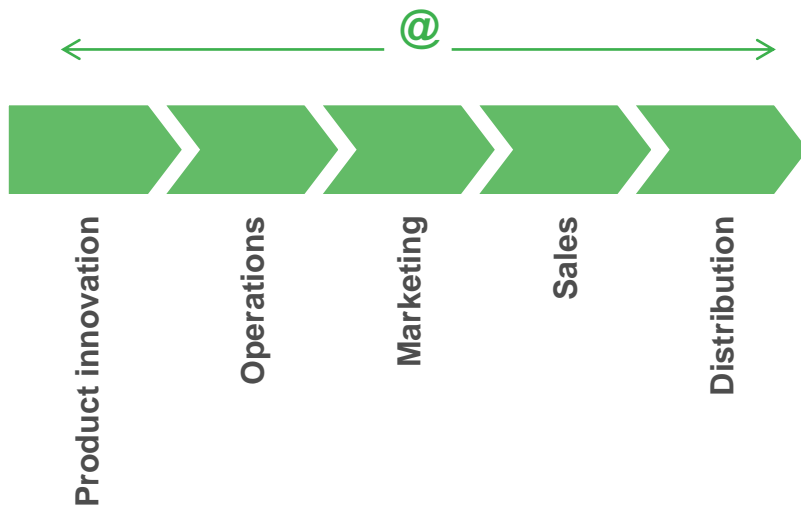 @
Product innovation
Operations
Marketing
Sales
Distribution